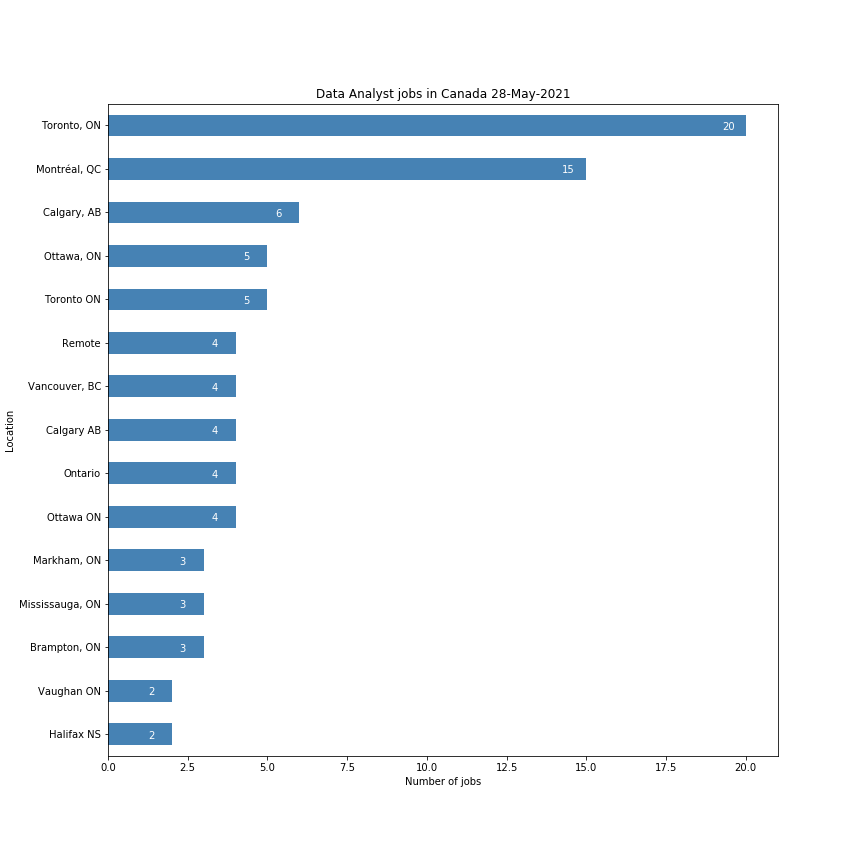 Data Analyst jobs in Canada 28-May-2021
Toronto, ON 20
Montréal, QC 15
Calgary, AB 6
Ottawa, ON 5
Toronto ON 5
Remote 4
Vancouver, BC 4
Calgary AB 4
Ontario 4
Ottawa ON 4
Markham, ON 3
Mississauga, ON 3
Brampton, ON 3
Vaughan ON 2
Halifax NS 2
Location
0.0 2.5 5.0 7.5 10.0 12.5 15.0 17.5 20.0
Number of jobs